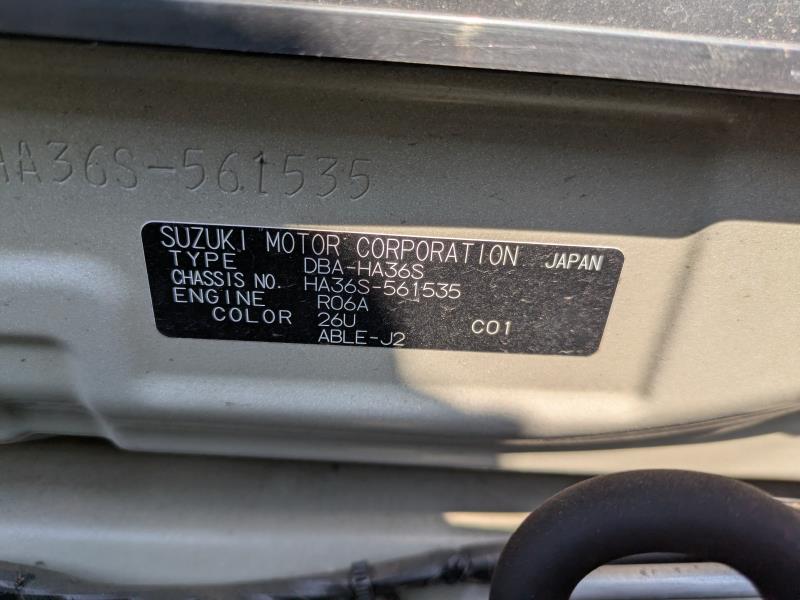 HA36S-561535
SUZUKI MOTOR CORPORATION JAPAN
TYPE DBA-HA36S
CHASSIS NO. HA36S-561535
ENGINE R06A
COLOR 26U C01
ABLE-J2